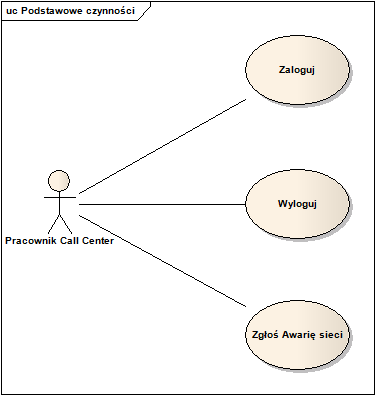 uc Podstawowe czynności
Zaloguj
Wyloguj
Pracownik Call Center
Zgłoś Awarię sieci